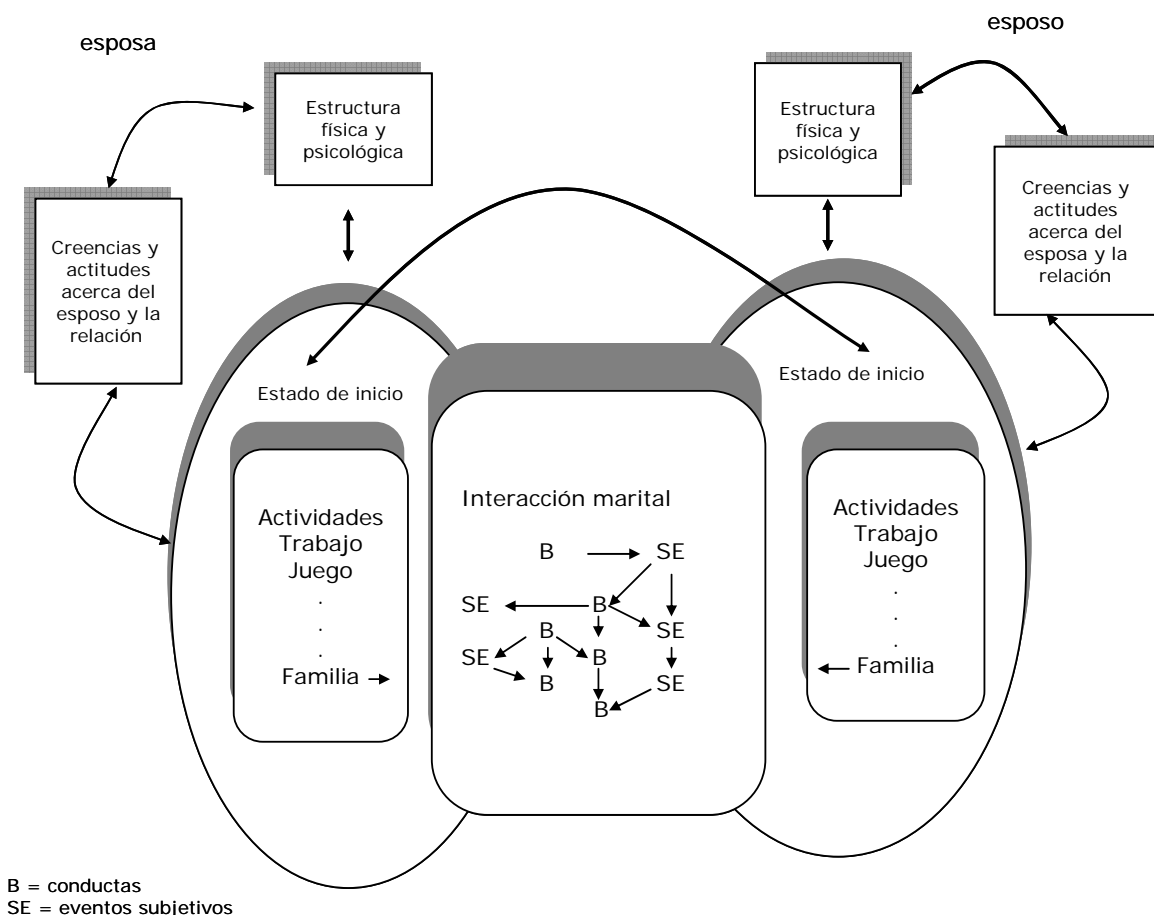 esposa
esposo
Estructura
física y
psicológica
Estructura
física y
psicológica
Creencias y
actitudes
acerca del
esposo y la
relación
Creencias y
actitudes
acerca del
esposa y la
relación
Estado de inicio
Estado de inicio
Actividades
Trabajo
Juego
.
.
.
Familia
Interacción marital
B SE
SE B
B SE
SE B
B SE
B
Actividades
Trabajo
Juego
.
.
.
Familia
B = conductas
SE = eventos subjetivos